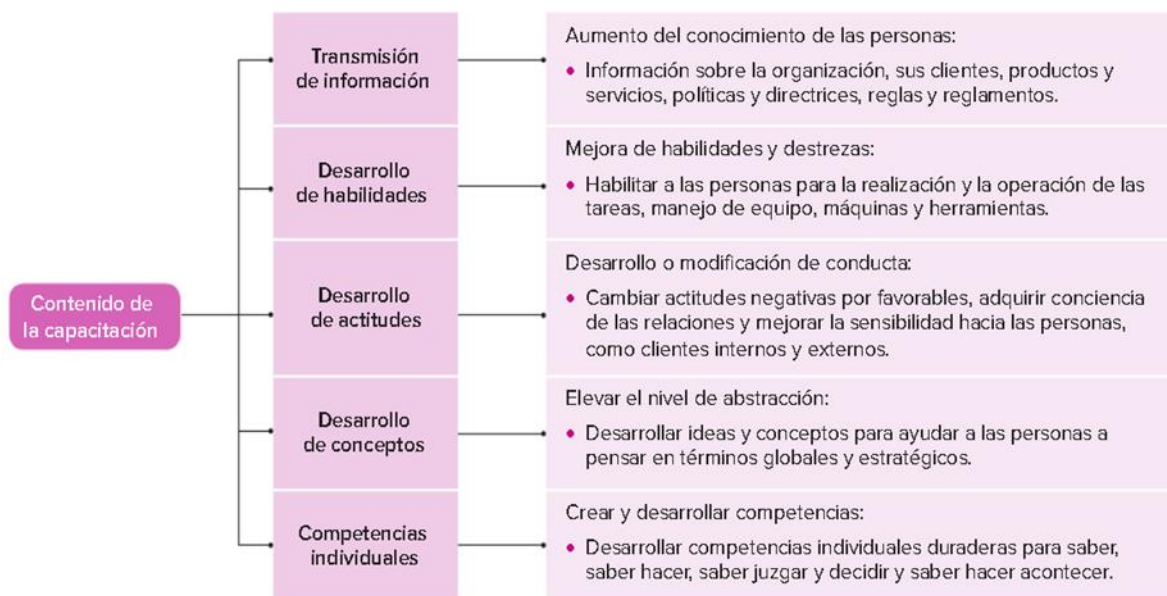 Contenido de
la capacitación
Transmisión
de información
Aumento del conocimiento de las personas:
• Información sobre la organización, sus clientes, productos y
servicios, políticas y directrices, reglas y reglamentos.
Desarrollo
de habilidades
Mejora de habilidades y destrezas:
• Habilitar a las personas para la realización y la operación de las
tareas, manejo de equipo, máquinas y herramientas.
Desarrollo
de actitudes
Desarrollo o modificación de conducta:
• Cambiar actitudes negativas por favorables, adquirir conciencia
de las relaciones y mejorar la sensibilidad hacia las personas,
como clientes internos y externos.
Desarrollo
de conceptos
Elevar el nivel de abstracción:
• Desarrollar ideas y conceptos para ayudar a las personas a
pensar en términos globales y estratégicos.
Competencias
individuales
Crear y desarrollar competencias:
• Desarrollar competencias individuales duraderas para saber,
saber hacer, saber juzgar y decidir y saber hacer acontecer.